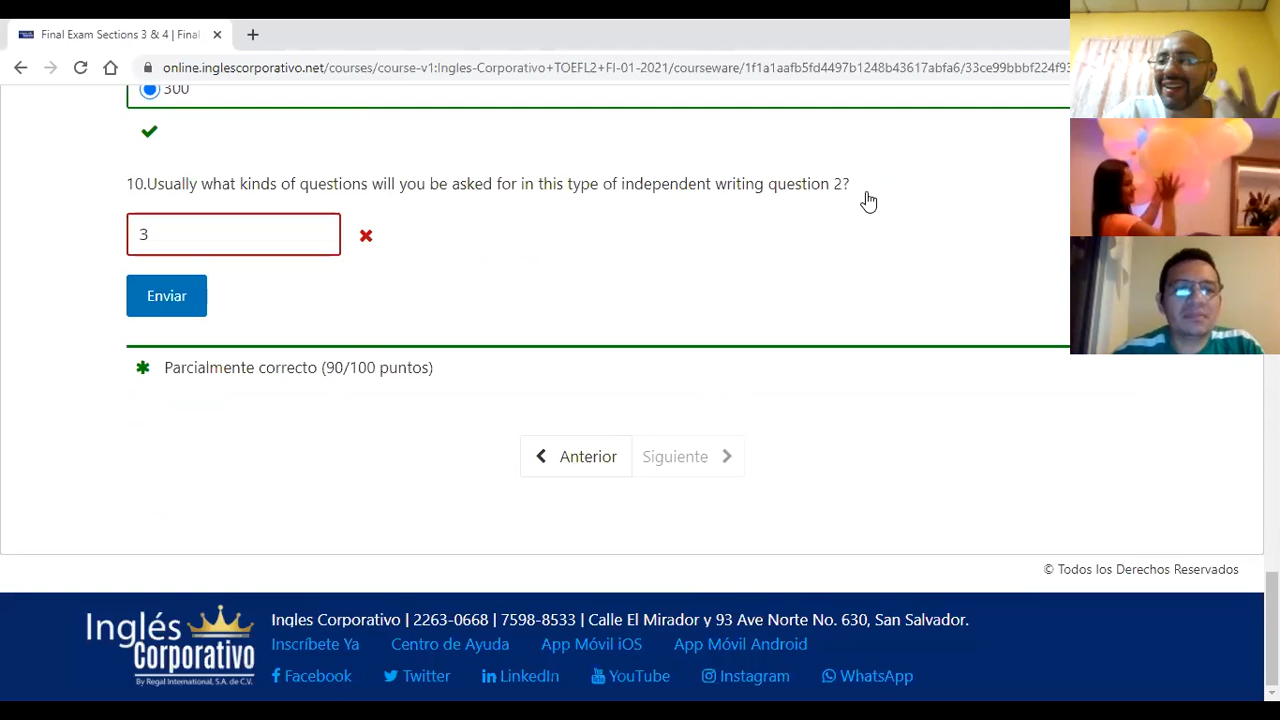 Final Exam Sections 3 & 4 | Final
online.inglescorporativo.net/courses/course-v1:Ingles-Corporativo+TOEFL2+FI-01-2021/courseware/1f1a1aafb5fd4497b1248b43617abfa6/33ce99bbbf224f93
300
10.Usually what kinds of questions will you be asked for in this type of independent writing question 2?
3
Enviar
Parcialmente correcto (90/100 puntos)
Anterior
Siguiente
© Todos los Derechos Reservados
Inglés
Corporativo
By Regal International, S.A. de C.V.
Ingles Corporativo | 2263-0668 | 7598-8533 | Calle El Mirador y 93 Ave Norte No. 630, San Salvador.
Inscríbete Ya Centro de Ayuda App Móvil iOS App Móvil Android
Facebook Twitter LinkedIn YouTube Instagram WhatsApp